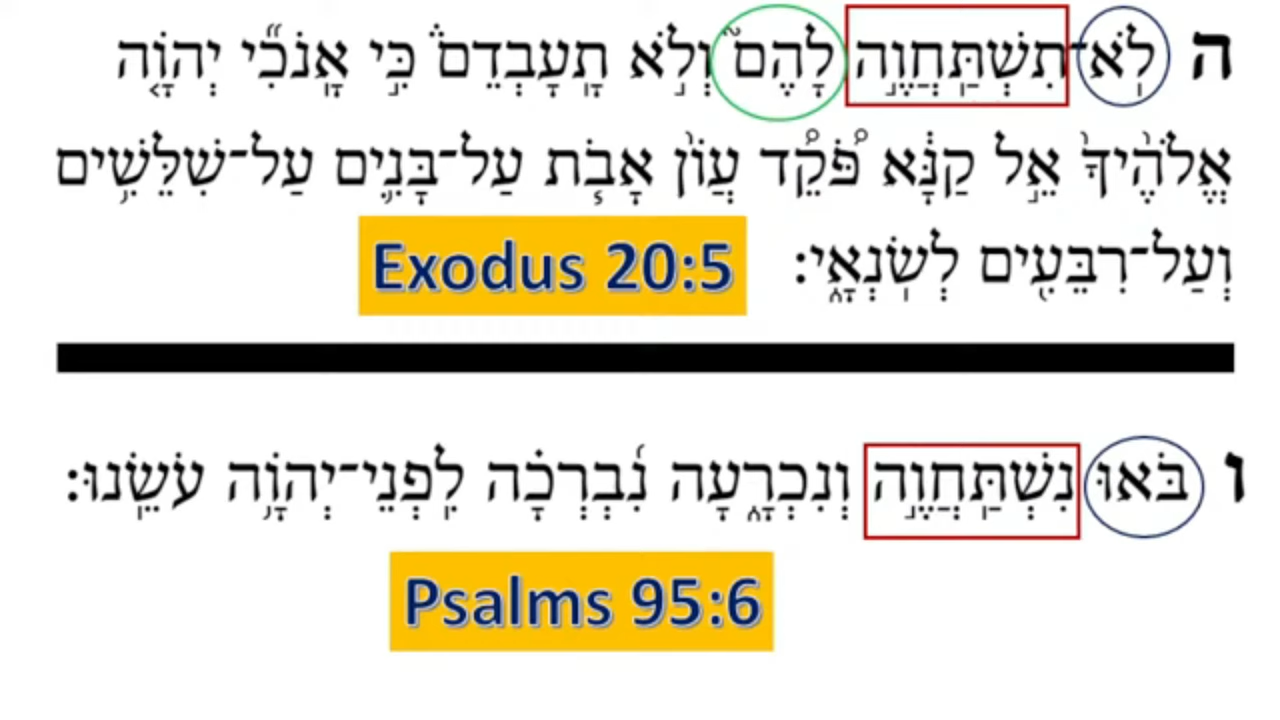 ה לֹֽא־תִשְׁתַּֽחֲוֶ֣ה לָהֶם֮ וְלֹ֣א תָֽעָבְדֵם֒ כִּ֣י אָֽנֹכִ֞י יְהוָֹ֤ה
אֱלֹהֶ֨יךָ֙ אֵ֣ל קַנָּ֔א פֹּ֠קֵ֠ד עֲוֹ֨ן אָבֹ֧ת עַל־בָּנִ֛ים עַל־שִׁלֵּשִׁ֥ים
וְעַל־רִבֵּעִ֖ים לְשֽׂנְאָ֑י׃
Exodus 20:5
ו בֹּאוּ נִשְׁתַּֽחֲוֶ֣ה וְנִכְרָ֑עָה נִ֝בְרְכָ֗ה לִֽפְנֵי־יְהוָֹ֥ה עֹשֵֽׂנוּ׃
Psalms 95:6